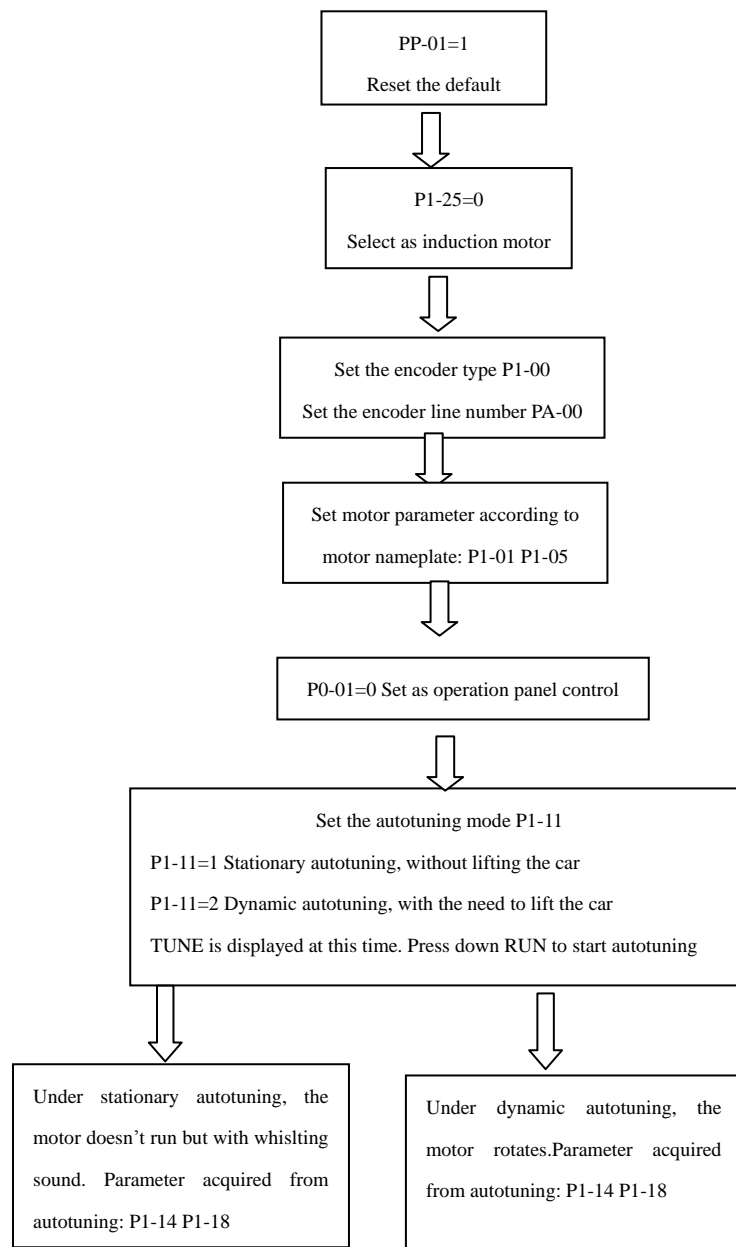 PP-01=1
Reset the default
P1-25=0
Select as induction motor
Set the encoder type P1-00
Set the encoder line number PA-00
Set motor parameter according to
motor nameplate: P1-01 P1-05
P0-01=0 Set as operation panel control
Set the autotuning mode P1-11
P1-11=1 Stationary autotuning, without lifting the car
P1-11=2 Dynamic autotuning, with the need to lift the car
TUNE is displayed at this time. Press down RUN to start autotuning
Under stationary autotuning, the
motor doesn’t run but with whislting
sound. Parameter acquired from
autotuning: P1-14 P1-18
Under dynamic autotuning, the
motor rotates.Parameter acquired
from autotuning: P1-14 P1-18